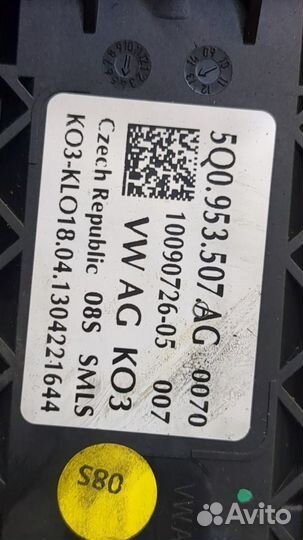 5Q0.953.507.AG 0070
10090726-05 007
VW AG KO3
Czech Republic 08S SMLS
KO3-KLO18.04.1304221644
08S
Avito